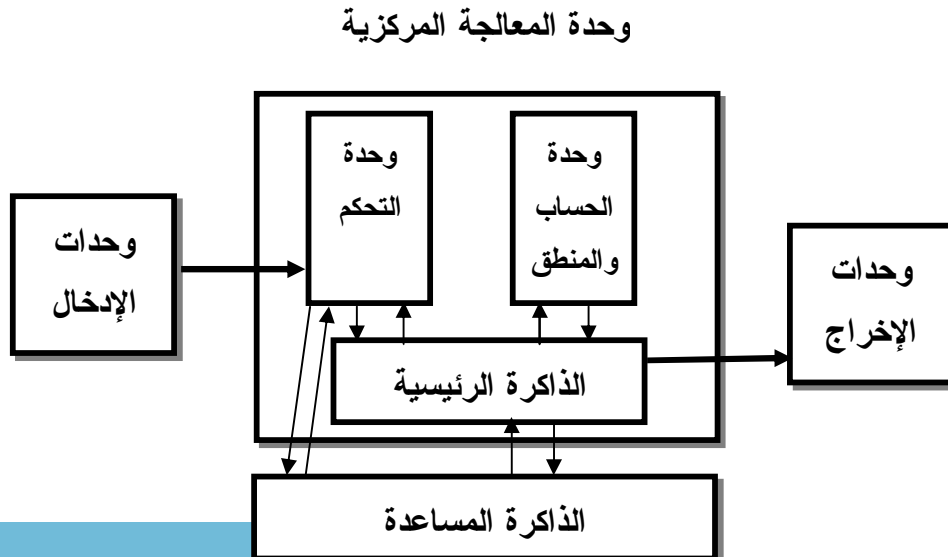 وحدة المعالجة المركزية
وحدة
التحكم
وحدة
الحساب
والمنطق
وحدات
الإدخال
وحدات
الإخراج
الذاكرة الرئيسية
الذاكرة المساعدة